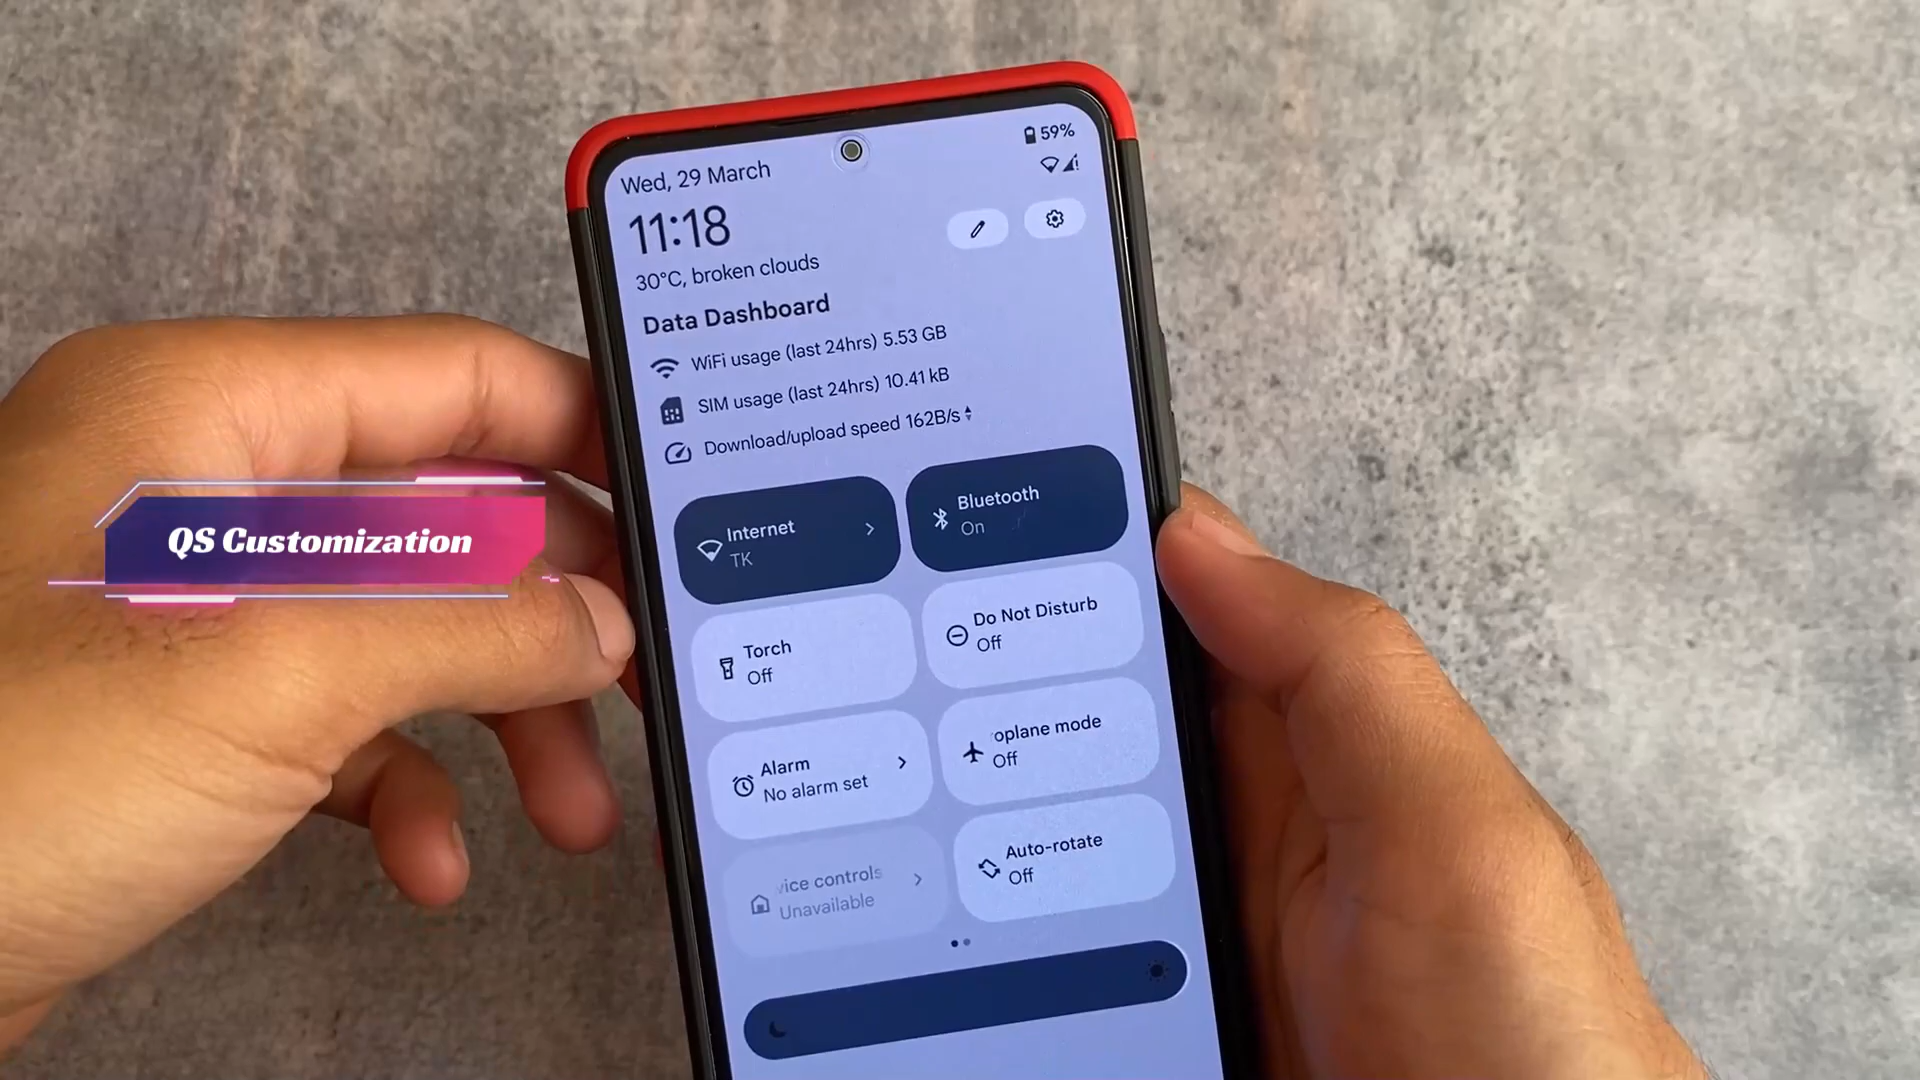 59%
Wed, 29 March
11:18
30°C, broken clouds
Data Dashboard
WiFi usage (last 24hrs) 5.53 GB
SIM usage (last 24hrs) 10.41 kB
Download/upload speed 162B/s
Internet
TK
Bluetooth
On
QS Customization
Torch
Off
Do Not Disturb
Off
Alarm
No alarm set
oplane mode
Off
vice controls
Unavailable
Auto-rotate
Off